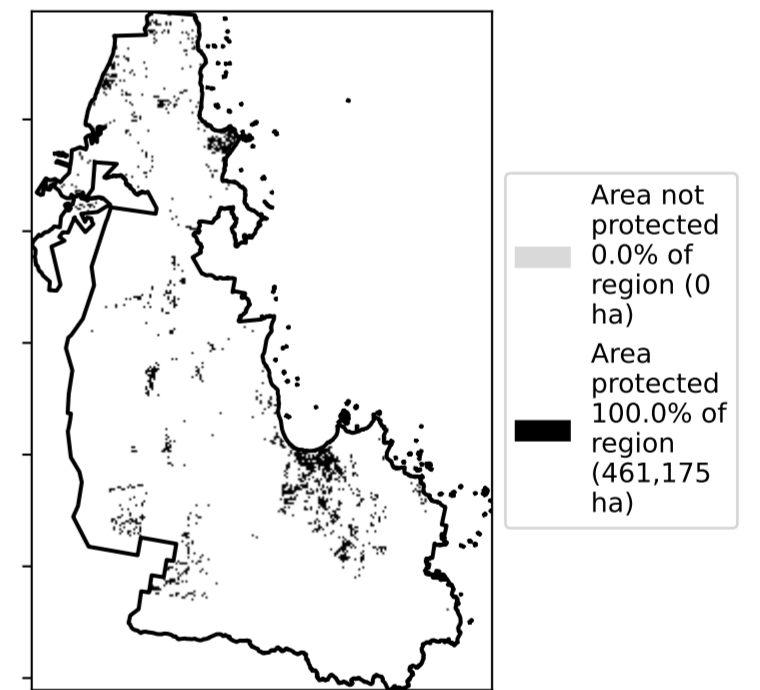 Area not
protected
0.0% of
region (0
ha)
Area
protected
100.0% of
region
(461,175
ha)